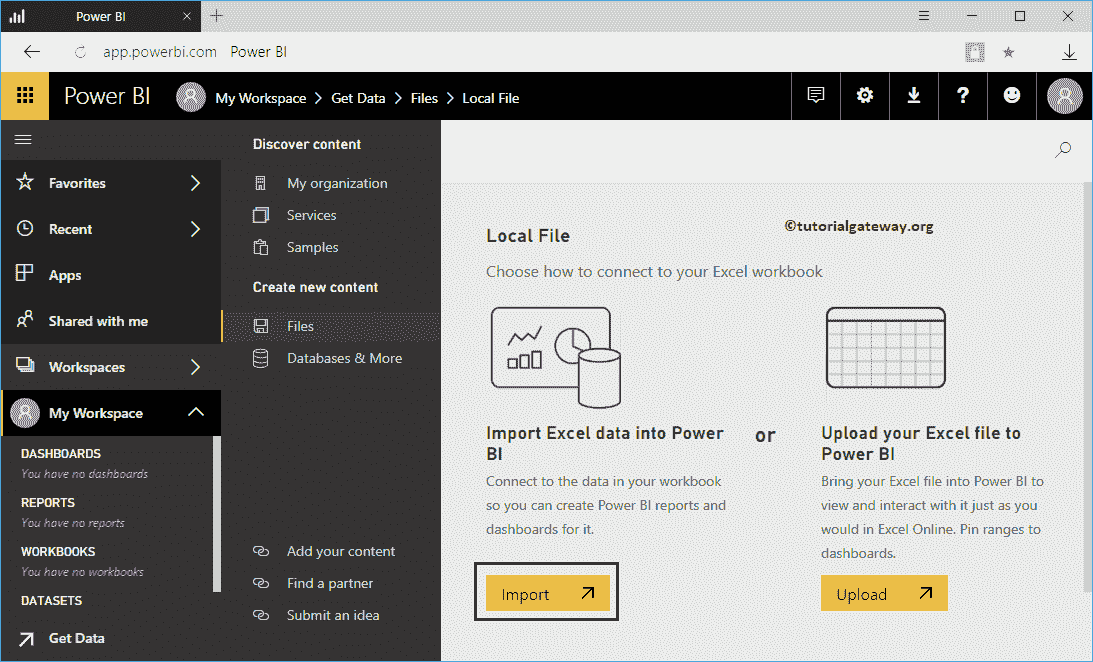 Power BI
app.powerbi.com Power BI
Power BI My Workspace > Get Data > Files > Local File
Favorites
Recent
Apps
Shared with me
Workspaces
My Workspace
DASHBOARDS
You have no dashboards
REPORTS
You have no reports
WORKBOOKS
You have no workbooks
DATASETS
Get Data
Discover content
My organization
Services
Samples
Create new content
Files
Databases & More
Add your content
Find a partner
Submit an idea
©tutorialgateway.org
Local File
Choose how to connect to your Excel workbook
Import Excel data into Power
BI
Connect to the data in your workbook
so you can create Power BI reports and
dashboards for it.
Import
or
Upload your Excel file to
Power BI
Bring your Excel file into Power BI to
view and interact with it just as you
would in Excel Online. Pin ranges to
dashboards.
Upload